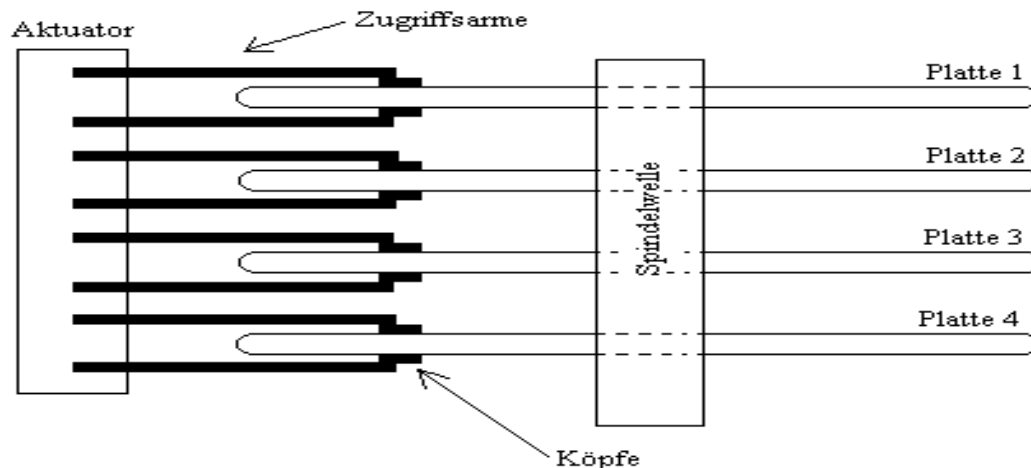 Zugriffsarme
Aktuator
Platte 1
Platte 2
Spindelwelle
Platte 3
Platte 4
Köpfe